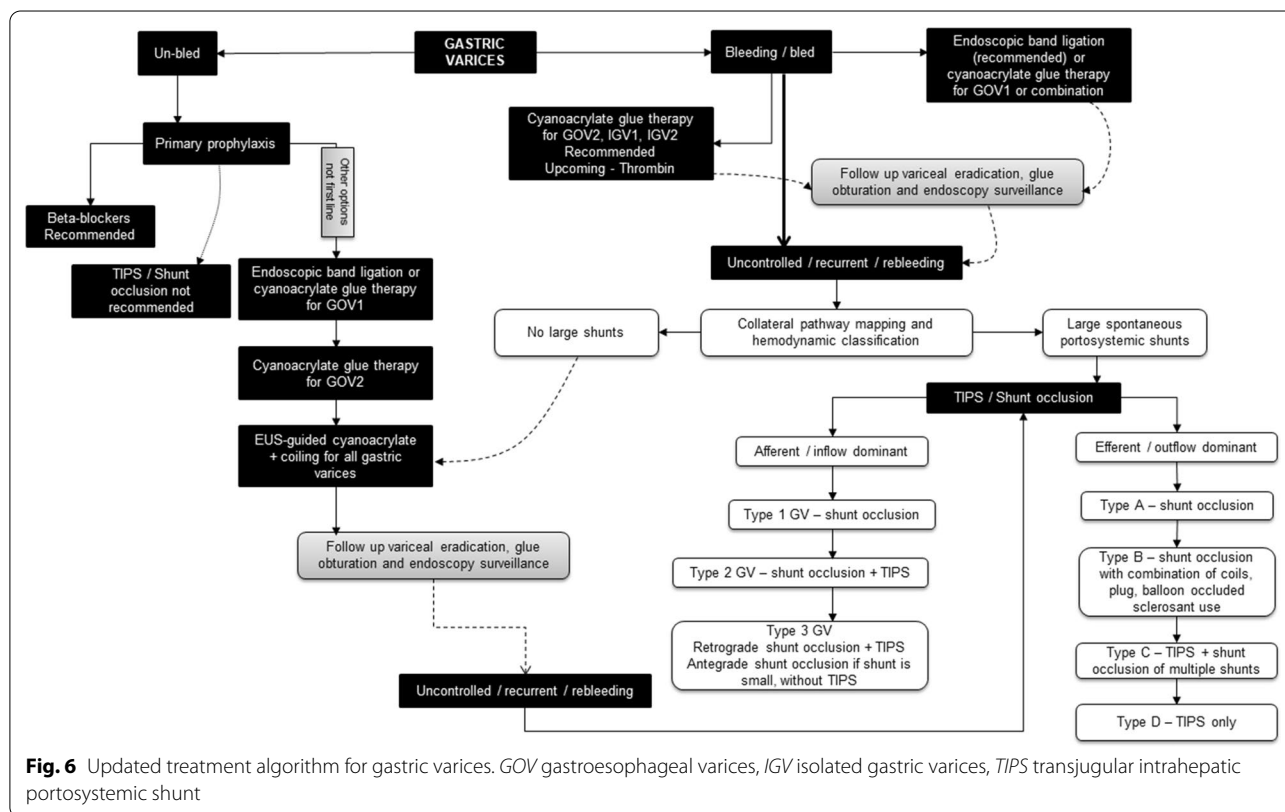 Un-bled
GASTRIC
VARICES
Bleeding / bled
Endoscopic band ligation
(recommended) or
cyanoacrylate glue therapy
for GOV1 or combination
Cyanoacrylate glue therapy
for GOV2, IGV1, IGV2
Recommended
Upcoming - Thrombin
Primary prophylaxis
Other options
not first line
Follow up variceal eradication, glue
obturation and endoscopy surveillance
Beta-blockers
Recommended
TIPS / Shunt
occlusion not
recommended
Endoscopic band ligation or
cyanoacrylate glue therapy
for GOV1
Uncontrolled / recurrent / rebleeding
No large shunts
Collateral pathway mapping and
hemodynamic classification
Large spontaneous
portosystemic shunts
Cyanoacrylate glue therapy
for GOV2
TIPS / Shunt occlusion
EUS-guided cyanoacrylate
+ coiling for all gastric
varices
Afferent / inflow dominant
Efferent / outflow dominant
Type 1 GV – shunt occlusion
Type A – shunt occlusion
Follow up variceal eradication, glue
obturation and endoscopy surveillance
Type 2 GV – shunt occlusion + TIPS
Type B – shunt occlusion
with combination of coils,
plug, balloon occluded
sclerosant use
Type 3 GV
Retrograde shunt occlusion + TIPS
Antegrade shunt occlusion if shunt is
small, without TIPS
Type C – TIPS + shunt
occlusion of multiple shunts
Uncontrolled / recurrent / rebleeding
Type D – TIPS only
Fig. 6 Updated treatment algorithm for gastric varices. GOV gastroesophageal varices, IGV isolated gastric varices, TIPS transjugular intrahepatic
portosystemic shunt